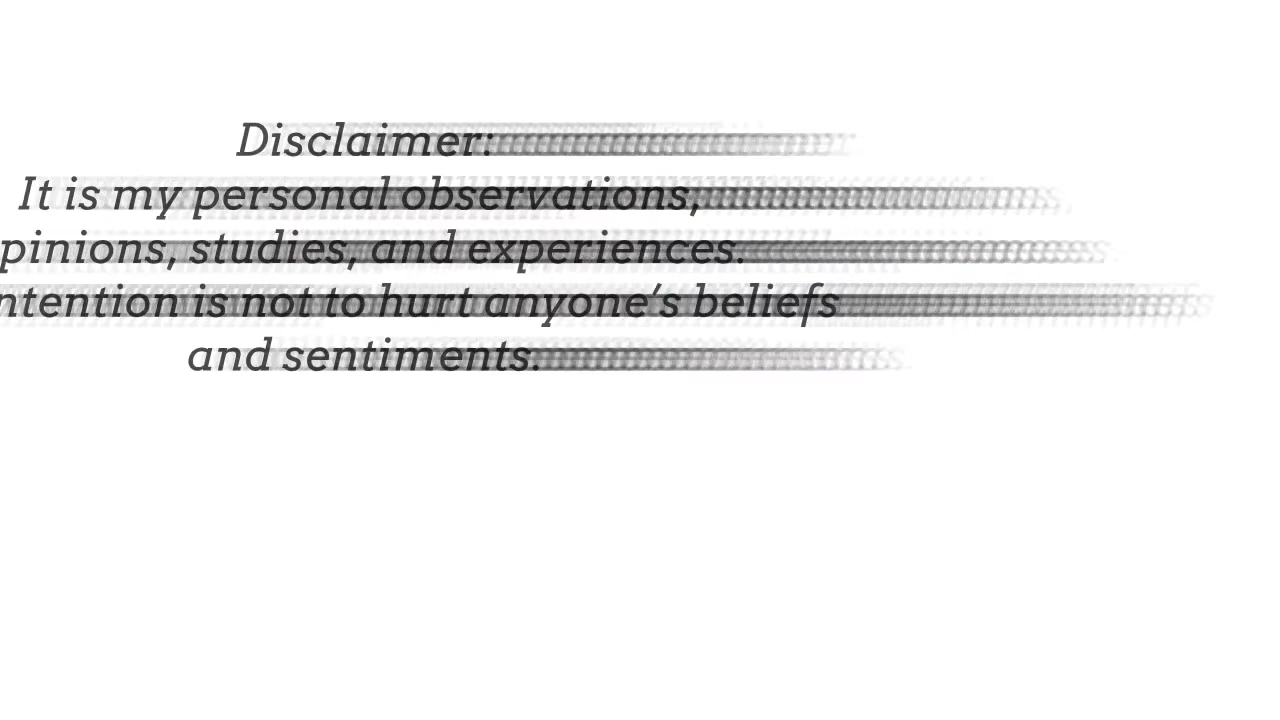 Disclaimer:
It is my personal observations,
pinions, studies, and experiences.
ntention is not to hurt anyone’s beliefs
and sentiments.